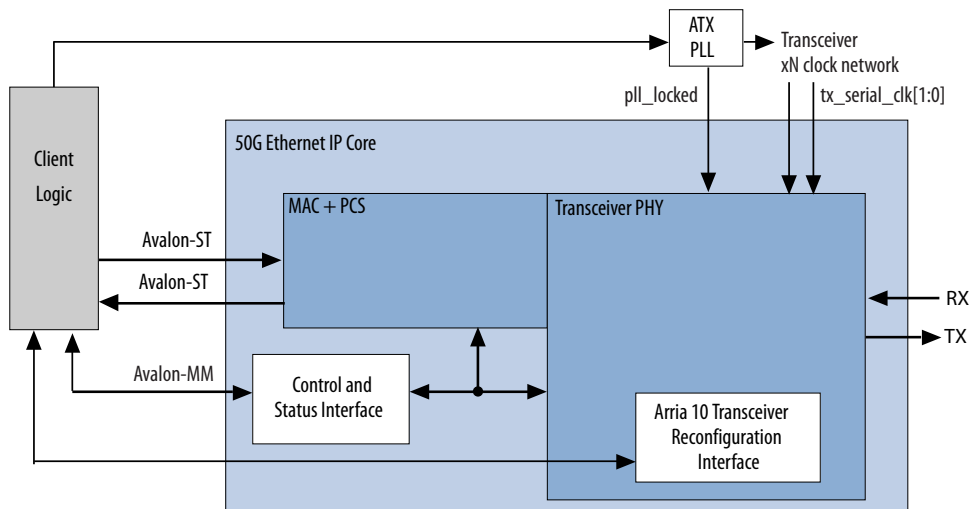 ATX
PLL
Transceiver
xN clock network
pll_locked
tx_serial_clk[1:0]
50G Ethernet IP Core
Client
Logic
MAC + PCS
Transceiver PHY
Avalon-ST
Avalon-ST
RX
TX
Avalon-MM
Control and
Status Interface
Arria 10 Transceiver
Reconfiguration
Interface